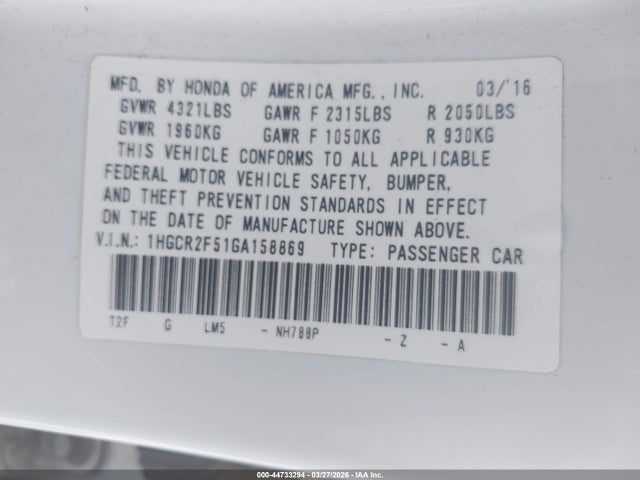 MFD. BY HONDA OF AMERICA MFG., INC. 03/'16
GVWR 4321LBS GAWR F 2315LBS R 2050LBS
GVWR 1960KG GAWR F 1050KG R 930KG
THIS VEHICLE CONFORMS TO ALL APPLICABLE
FEDERAL MOTOR VEHICLE SAFETY, BUMPER,
AND THEFT PREVENTION STANDARDS IN EFFECT
ON THE DATE OF MANUFACTURE SHOWN ABOVE.
V.I.N.: 1HGCR2F51GA158869 TYPE: PASSENGER CAR
T2F G LM5 - NH788P - Z - A
000-44733294 - 03/27/2026 - IAA Inc.